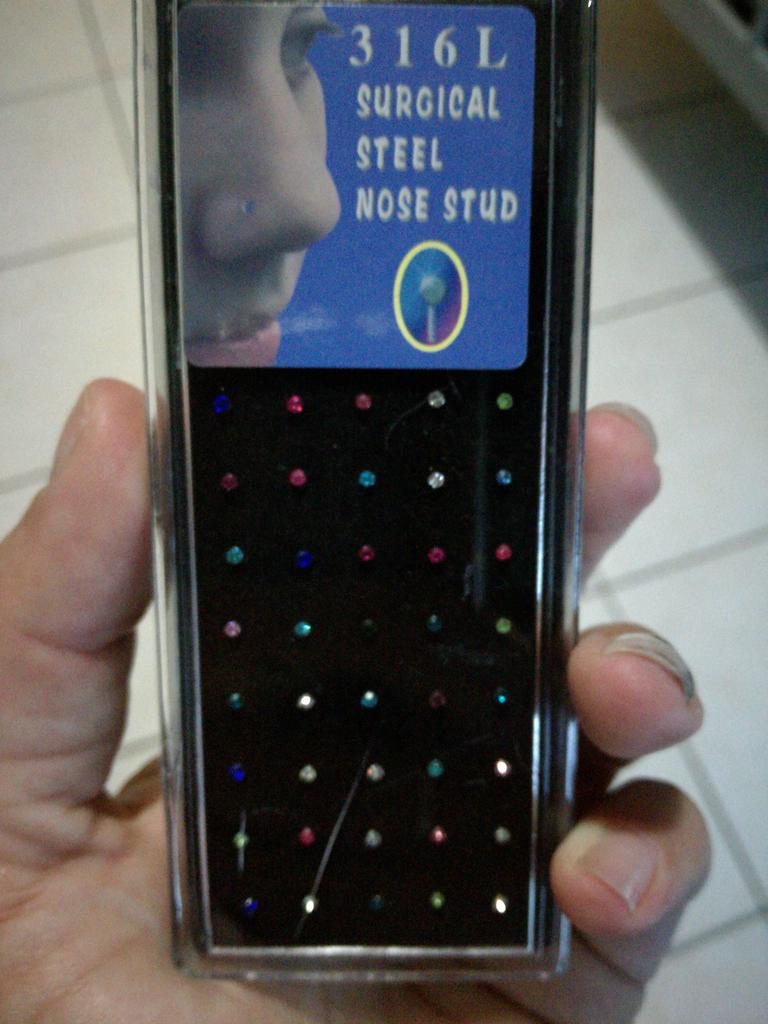 316L
SURGICAL
STEEL
NOSE STUD